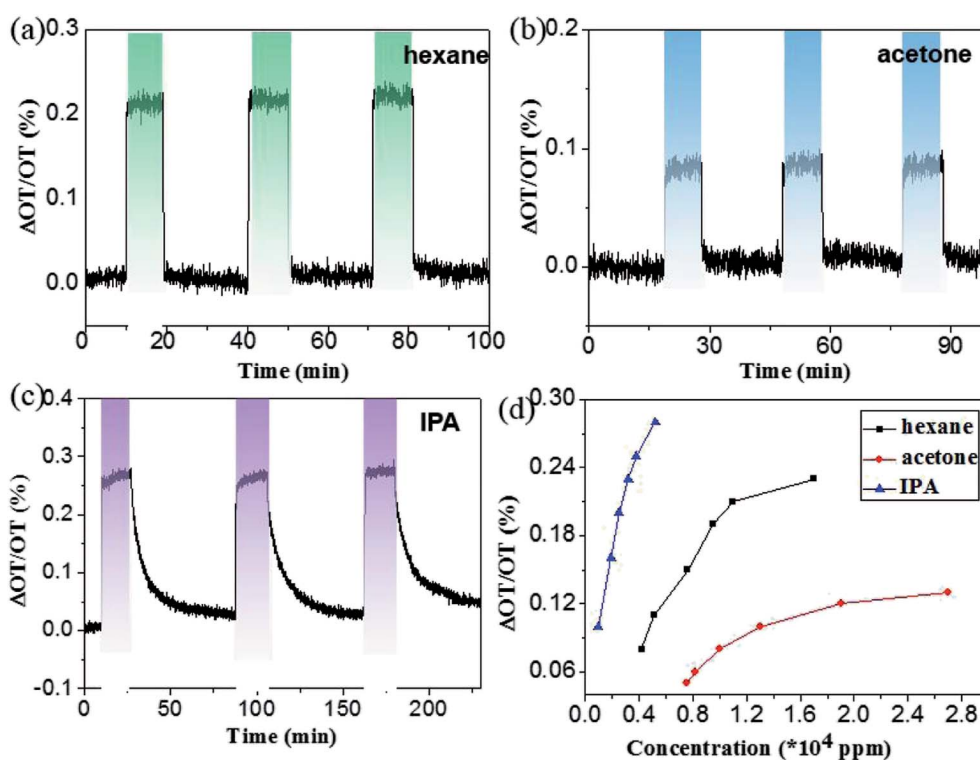 (a)
hexane
ΔOT/OT (%)
0.3
0.2
0.1
0.0
0 20 40 60 80 100
Time (min)
(b)
acetone
ΔOT/OT (%)
0.2
0.1
0.0
0 30 60 90
Time (min)
(c)
IPA
ΔOT/OT (%)
0.4
0.3
0.2
0.1
0.0
-0.1
0 50 100 150 200
Time (min)
(d)
hexane
acetone
IPA
ΔOT/OT (%)
0.30
0.24
0.18
0.12
0.06
0.0 0.4 0.8 1.2 1.6 2.0 2.4 2.8
Concentration (*10⁴ ppm)